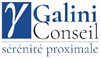 γ Galini
Conseil
sérénité proximale